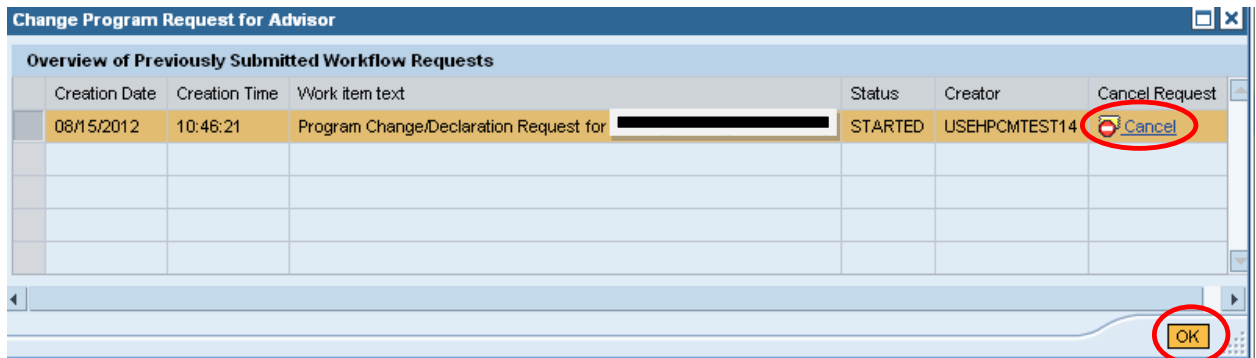 Change Program Request for Advisor
Overview of Previously Submitted Workflow Requests
Creation Date Creation Time Work item text Status Creator Cancel Request
08/15/2012 10:46:21 Program Change/Declaration Request for STARTED USEHPCMTEST14 Cancel
OK